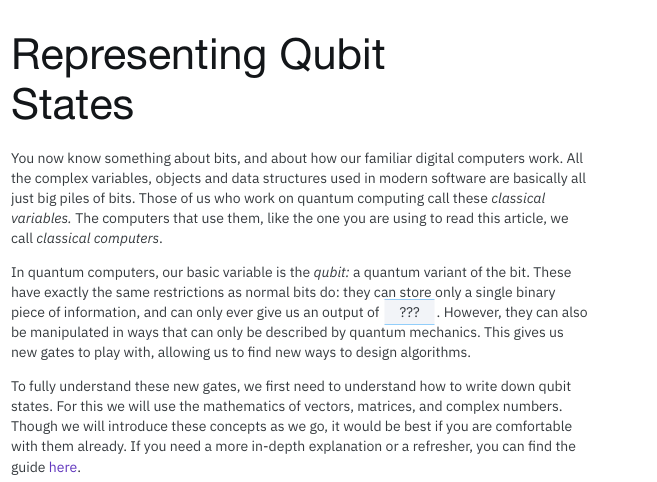 Representing Qubit
States
You now know something about bits, and about how our familiar digital computers work. All
the complex variables, objects and data structures used in modern software are basically all
just big piles of bits. Those of us who work on quantum computing call these classical
variables. The computers that use them, like the one you are using to read this article, we
call classical computers.
In quantum computers, our basic variable is the qubit: a quantum variant of the bit. These
have exactly the same restrictions as normal bits do: they can store only a single binary
piece of information, and can only ever give us an output of ??? . However, they can also
be manipulated in ways that can only be described by quantum mechanics. This gives us
new gates to play with, allowing us to find new ways to design algorithms.
To fully understand these new gates, we first need to understand how to write down qubit
states. For this we will use the mathematics of vectors, matrices, and complex numbers.
Though we will introduce these concepts as we go, it would be best if you are comfortable
with them already. If you need a more in-depth explanation or a refresher, you can find the
guide here.